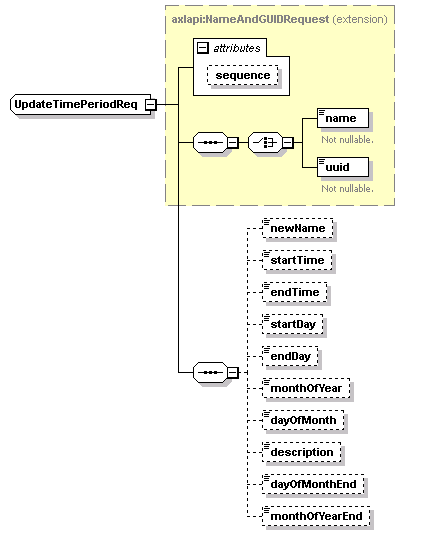 axlapi:NameAndGUIDRequest (extension)
attributes
sequence
UpdateTimePeriodReq
name
Not nullable.
uuid
Not nullable.
newName
startTime
endTime
startDay
endDay
monthOfYear
dayOfMonth
description
dayOfMonthEnd
monthOfYearEnd